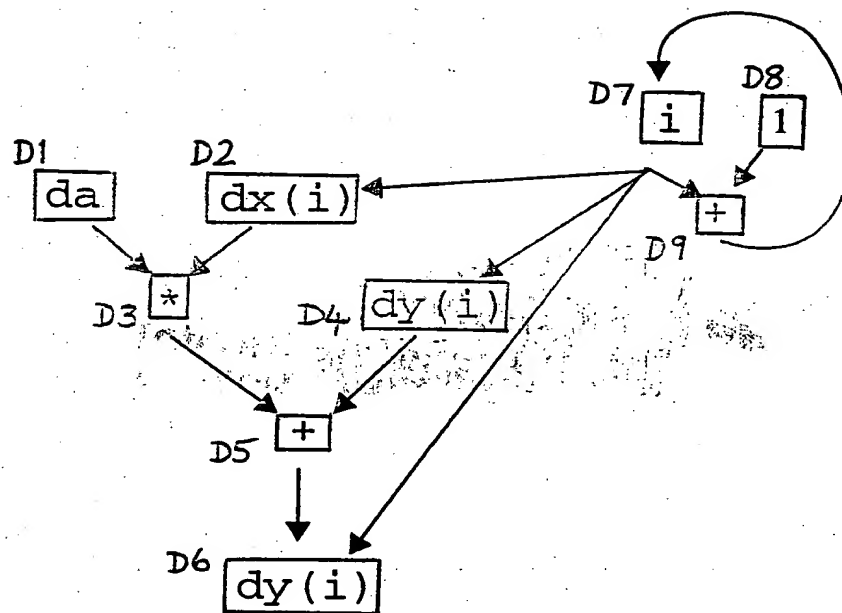 D7
D8
i
1
D1
D2
da
dx(i)
+
D9
*
D3
D4
dy(i)
D5
+
D6
dy(i)